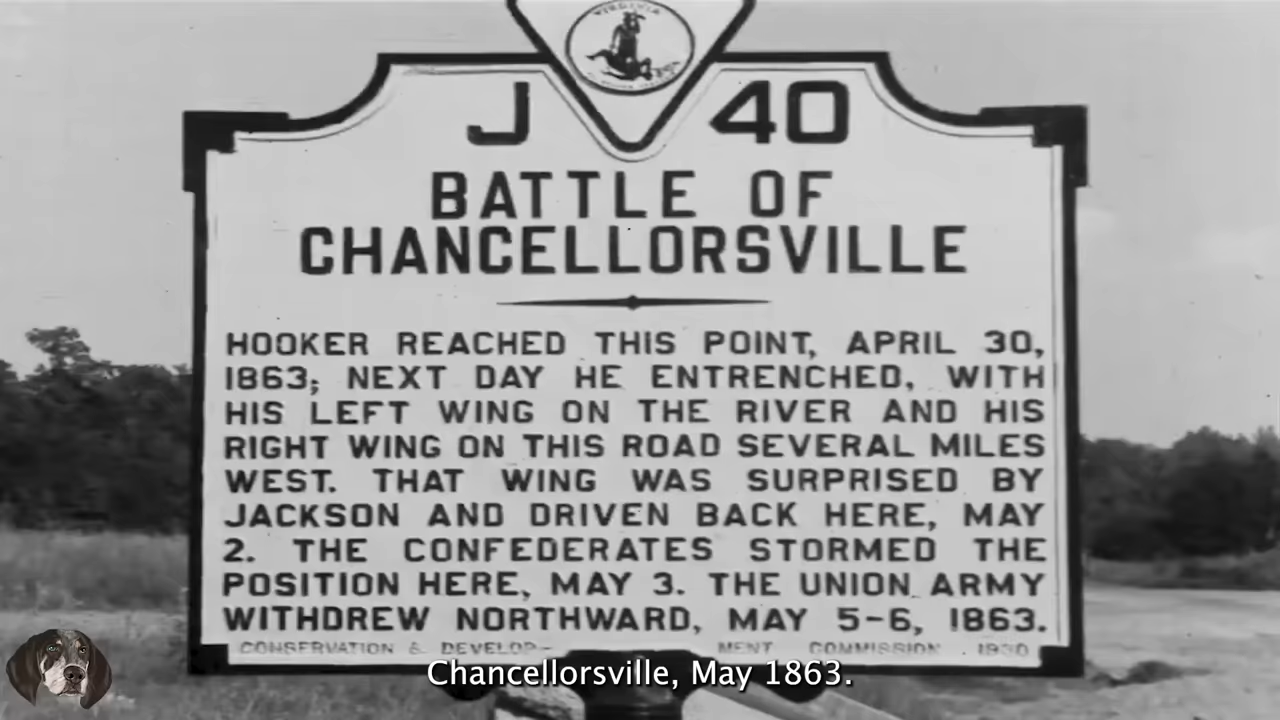 VIRGINIA
J 40
BATTLE OF
CHANCELLORSVILLE
HOOKER REACHED THIS POINT, APRIL 30,
1863; NEXT DAY HE ENTRENCHED, WITH
HIS LEFT WING ON THE RIVER AND HIS
RIGHT WING ON THIS ROAD SEVERAL MILES
WEST. THAT WING WAS SURPRISED BY
JACKSON AND DRIVEN BACK HERE, MAY
2. THE CONFEDERATES STORMED THE
POSITION HERE, MAY 3. THE UNION ARMY
WITHDREW NORTHWARD, MAY 5-6, 1863.
CONSERVATION & DEVELOP- MENT COMMISSION
Chancellorsville, May 1863.